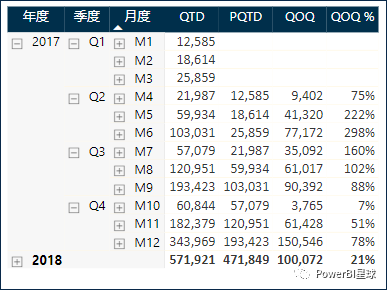 年度 季度 月度 QTD PQTD QOQ QOQ %
2017 Q1 M1 12,585
M2 18,614
M3 25,859
Q2 M4 21,987 12,585 9,402 75%
M5 59,934 18,614 41,320 222%
M6 103,031 25,859 77,172 298%
Q3 M7 57,079 21,987 35,092 160%
M8 120,951 59,934 61,017 102%
M9 193,423 103,031 90,392 88%
Q4 M10 60,844 57,079 3,765 7%
M11 182,379 120,951 61,428 51%
M12 343,969 193,423 150,546 78%
2018 571,921 471,849 100,072 21%
PowerBI星球